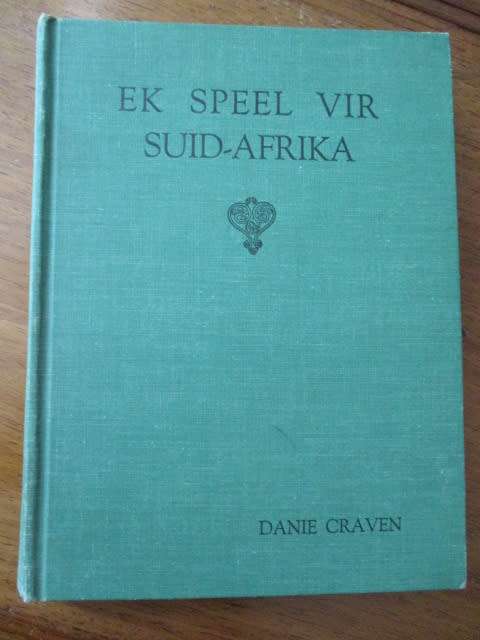 EK SPEEL VIR
SUID-AFRIKA
DANIE CRAVEN